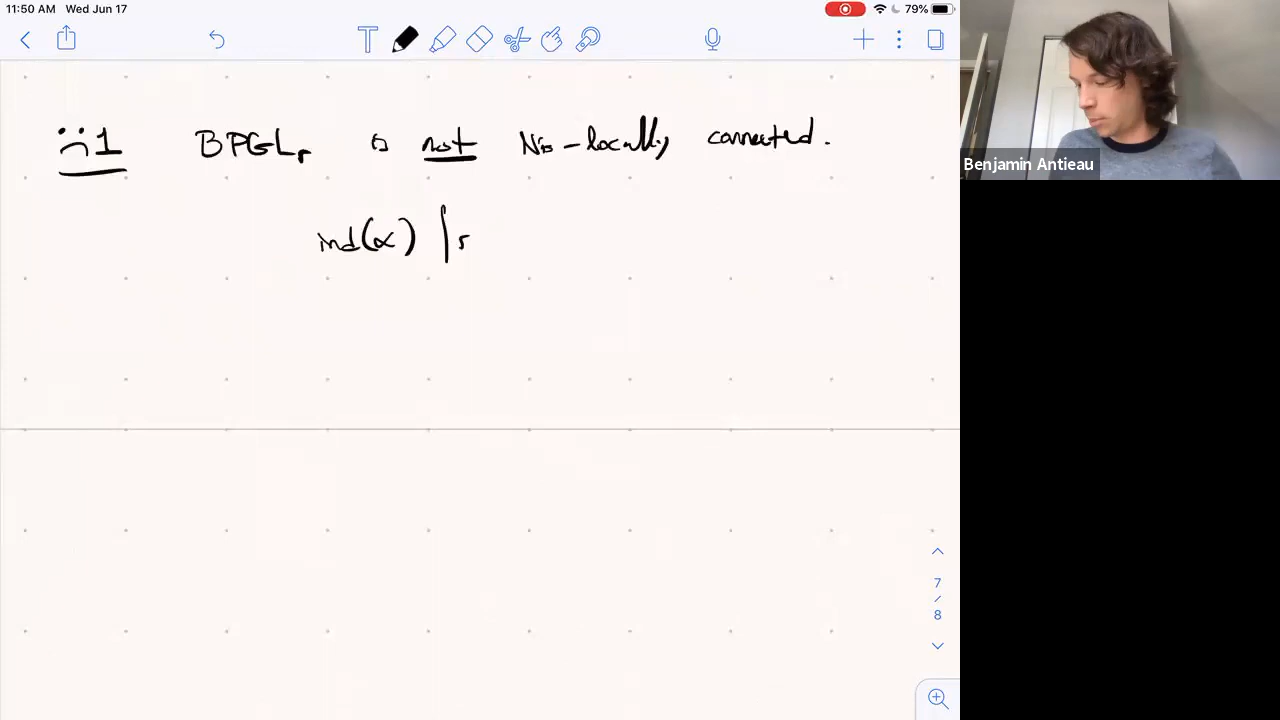 11:50 AM Wed Jun 17
79%
:( 1 BPGLr is not Nis-locally connected.
Benjamin Antieau
ind(α) | r
7
/
8